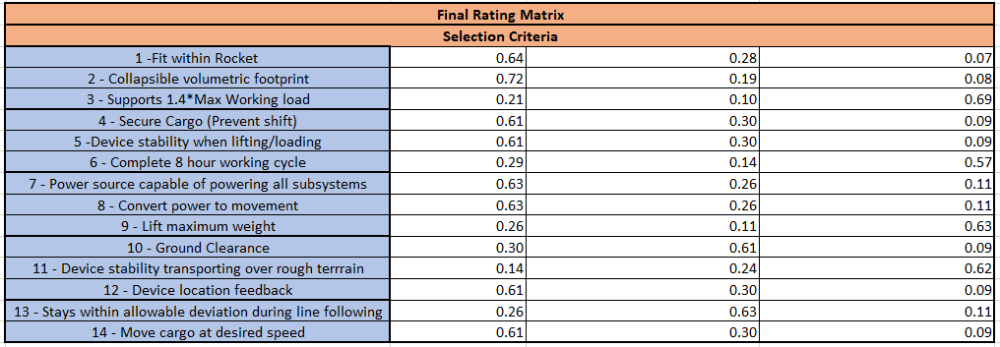 Final Rating Matrix
Selection Criteria
1 -Fit within Rocket 0.64 0.28 0.07
2 - Collapsible volumetric footprint 0.72 0.19 0.08
3 - Supports 1.4*Max Working load 0.21 0.10 0.69
4 - Secure Cargo (Prevent shift) 0.61 0.30 0.09
5 -Device stability when lifting/loading 0.61 0.30 0.09
6 - Complete 8 hour working cycle 0.29 0.14 0.57
7 - Power source capable of powering all subsystems 0.63 0.26 0.11
8 - Convert power to movement 0.63 0.26 0.11
9 - Lift maximum weight 0.26 0.11 0.63
10 - Ground Clearance 0.30 0.61 0.09
11 - Device stability transporting over rough terrrain 0.14 0.24 0.62
12 - Device location feedback 0.61 0.30 0.09
13 - Stays within allowable deviation during line following 0.26 0.63 0.11
14 - Move cargo at desired speed 0.61 0.30 0.09